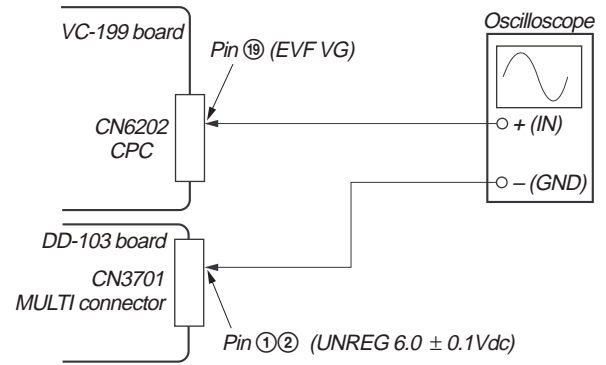 Oscilloscope
VC-199 board
Pin ⑲ (EVF VG)
CN6202
CPC
+ (IN)
– (GND)
DD-103 board
CN3701
MULTI connector
Pin ①② (UNREG 6.0 ± 0.1Vdc)